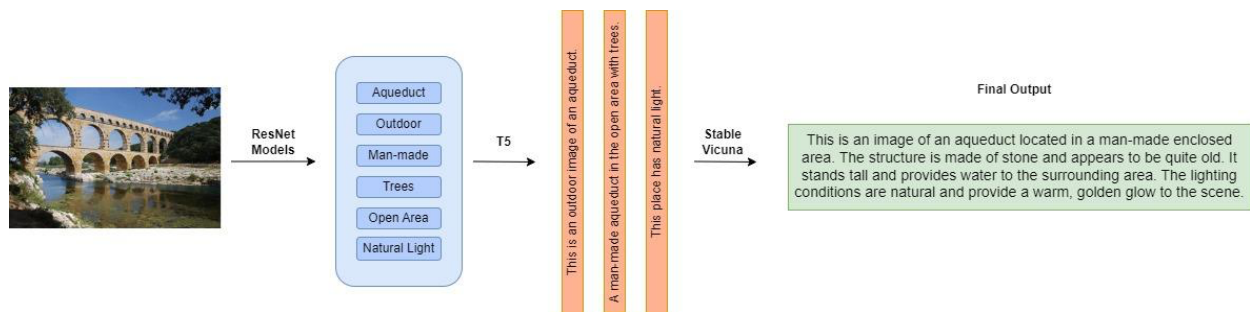 ResNet
Models
Aqueduct
Outdoor
Man-made
Trees
Open Area
Natural Light
T5
This is an outdoor image of an aqueduct.
A man-made aqueduct in the open area with trees.
This place has natural light.
Stable
Vicuna
Final Output
This is an image of an aqueduct located in a man-made enclosed
area. The structure is made of stone and appears to be quite old. It
stands tall and provides water to the surrounding area. The lighting
conditions are natural and provide a warm, golden glow to the scene.